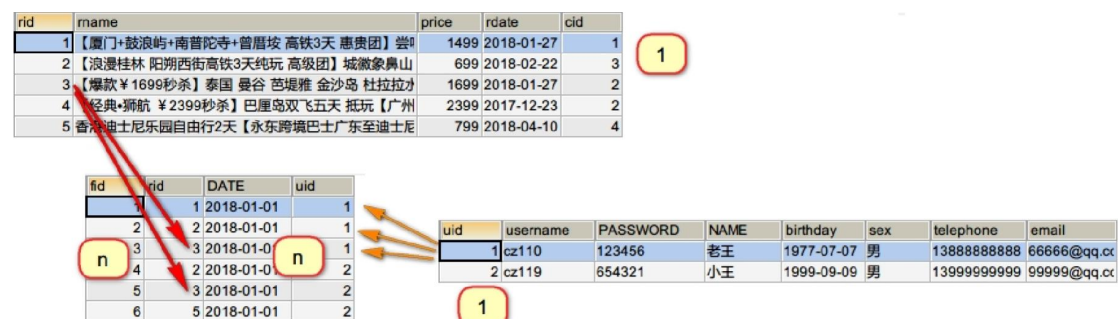 rid rname price rdate cid
1 【厦门+鼓浪屿+南普陀寺+曾厝垵 高铁3天 惠贵团】尝 1499 2018-01-27 1
1
2 【浪漫桂林 阳朔西街高铁3天纯玩 高级团】城徽象鼻山 699 2018-02-22 3
3 【爆款¥1699秒杀】泰国 曼谷 芭堤雅 金沙岛 杜拉拉水 1699 2018-01-27 2
4 经典•狮航 ¥2399秒杀】巴厘岛双飞五天 抵玩【广州 2399 2017-12-23 2
5 香港迪士尼乐园自由行2天【永东跨境巴士广东至迪士尼 799 2018-04-10 4
fid rid DATE uid
1 1 2018-01-01 1
2 2 2018-01-01 1
3 3 2018-01-01 1
4 2 2018-01-01 2
5 3 2018-01-01 2
6 5 2018-01-01 2
n
n
uid username PASSWORD NAME birthday sex telephone email
1 cz110 123456 老王 1977-07-07 男 13888888888 66666@qq.cc
2 cz119 654321 小王 1999-09-09 男 13999999999 99999@qq.cc
1